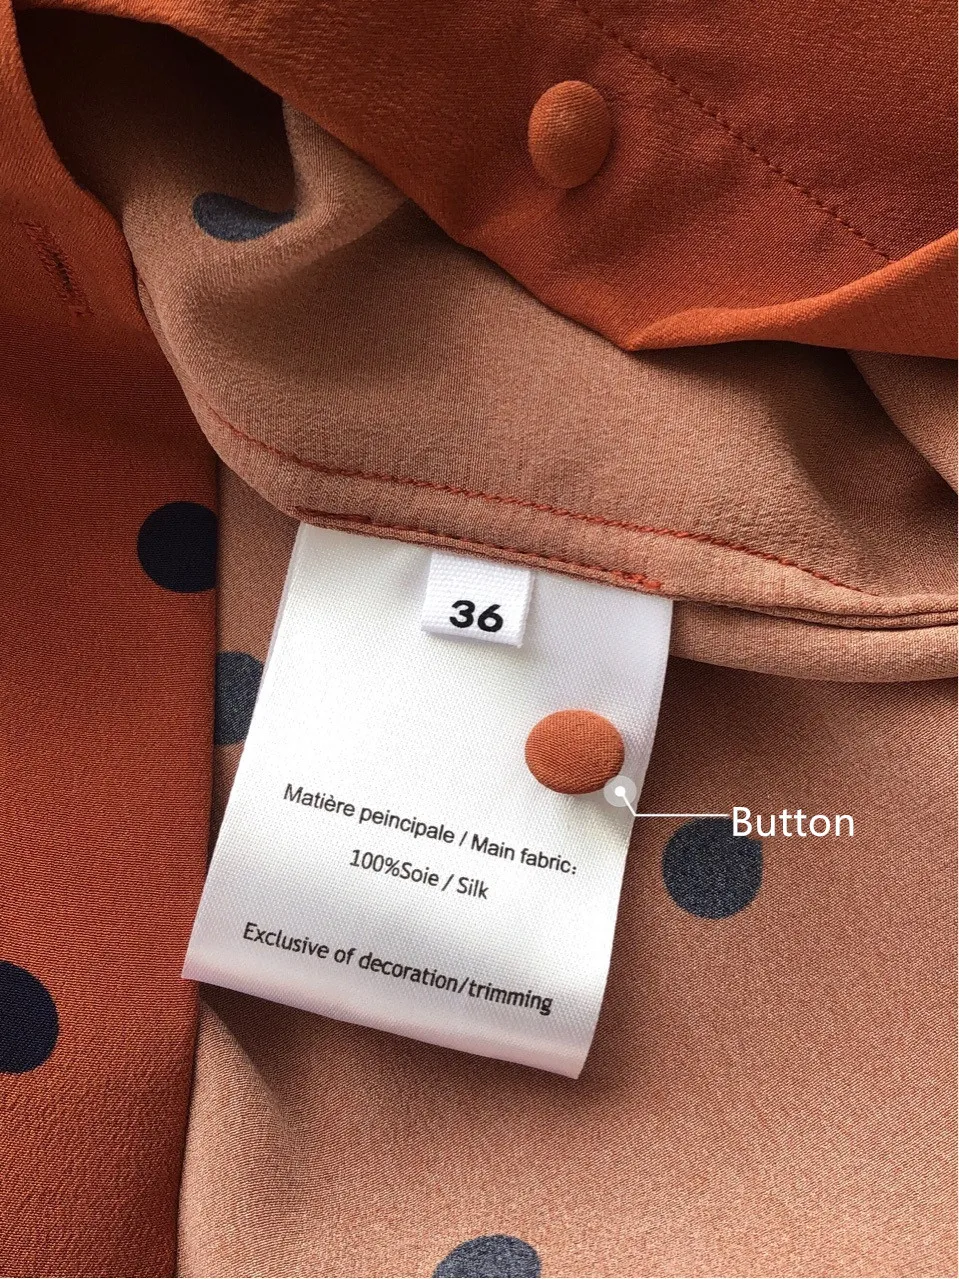 36
Matière peincipale / Main fabric:
100%Soie / Silk
Exclusive of decoration/trimming
Button